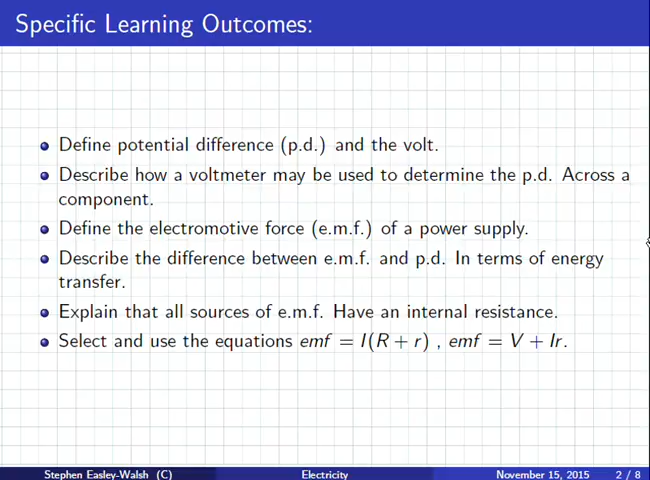 Specific Learning Outcomes:
Define potential difference (p.d.) and the volt.
Describe how a voltmeter may be used to determine the p.d. Across a
component.
Define the electromotive force (e.m.f.) of a power supply.
Describe the difference between e.m.f. and p.d. In terms of energy
transfer.
Explain that all sources of e.m.f. Have an internal resistance.
Select and use the equations emf = I(R + r) , emf = V + Ir.
Stephen Easley-Walsh (C) Electricity November 15, 2015 2 / 8